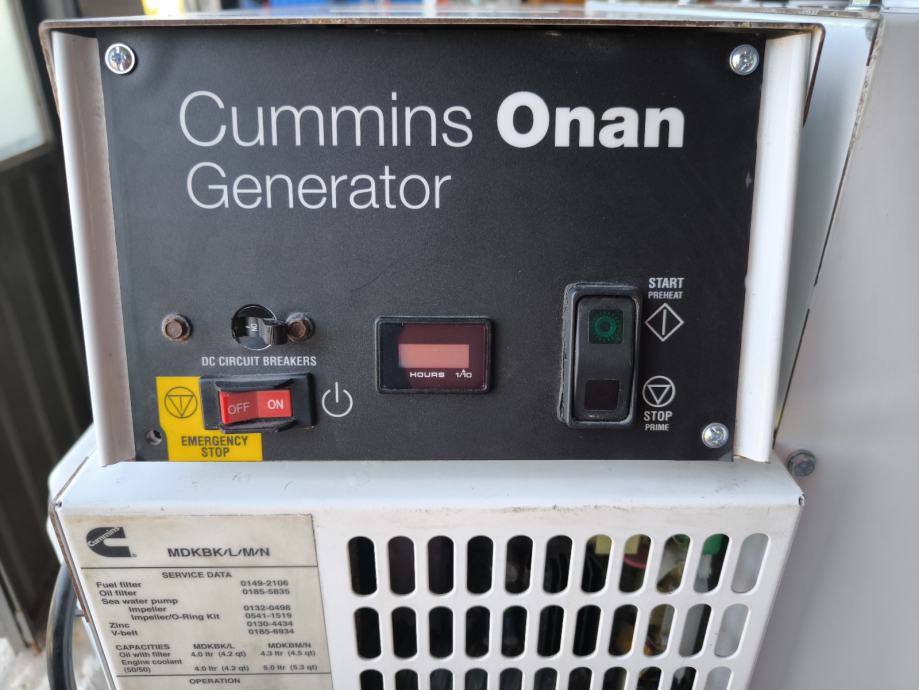 Cummins Onan
Generator
START
PREHEAT
10
DC CIRCUIT BREAKERS
HOURS 1/10
OFF ON
STOP
PRIME
EMERGENCY
STOP
Cummins
MDKBK/L/M/N
SERVICE DATA
Fuel filter 0149-2106
Oil filter 0185-5835
Sea water pump
Impeller 0132-0498
Impeller/O-Ring Kit 0541-1519
Zinc 0130-4434
V-belt 0185-6934
CAPACITIES MDKBK/L MDKBM/N
Oil with filter 4.0 ltr (4.2 qt) 4.3 ltr (4.5 qt)
Engine coolant
(50/50) 4.0 ltr (4.2 qt) 5.0 ltr (5.3 qt)
OPERATION